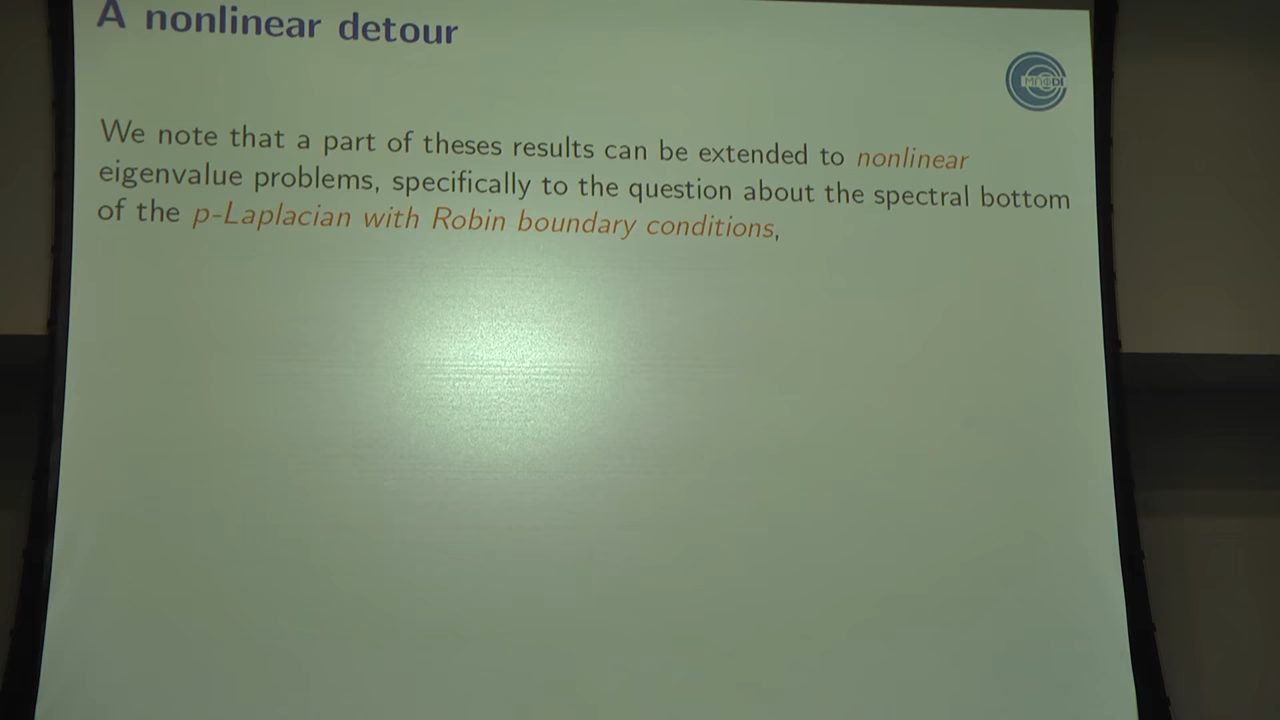 A nonlinear detour
We note that a part of theses results can be extended to nonlinear
eigenvalue problems, specifically to the question about the spectral bottom
of the p-Laplacian with Robin boundary conditions,